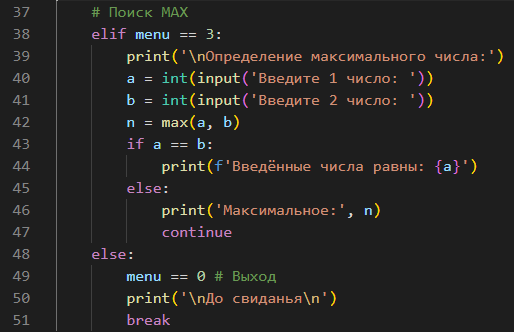 37 # Поиск MAX
38 elif menu == 3:
39 print('\nОпределение максимального числа:')
40 a = int(input('Введите 1 число: '))
41 b = int(input('Введите 2 число: '))
42 n = max(a, b)
43 if a == b:
44 print(f'Введённые числа равны: {a}')
45 else:
46 print('Максимальное:', n)
47 continue
48 else:
49 menu == 0 # Выход
50 print('\nДо свиданья\n')
51 break